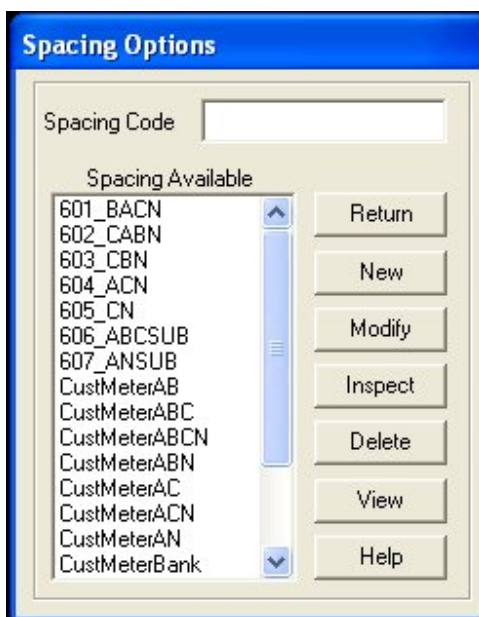 Spacing Options
Spacing Code
Spacing Available
601_BACN
602_CABN
603_CBN
604_ACN
605_CN
606_ABCSUB
607_ANSUB
CustMeterAB
CustMeterABC
CustMeterABCN
CustMeterABN
CustMeterAC
CustMeterACN
CustMeterAN
CustMeterBank
Return
New
Modify
Inspect
Delete
View
Help